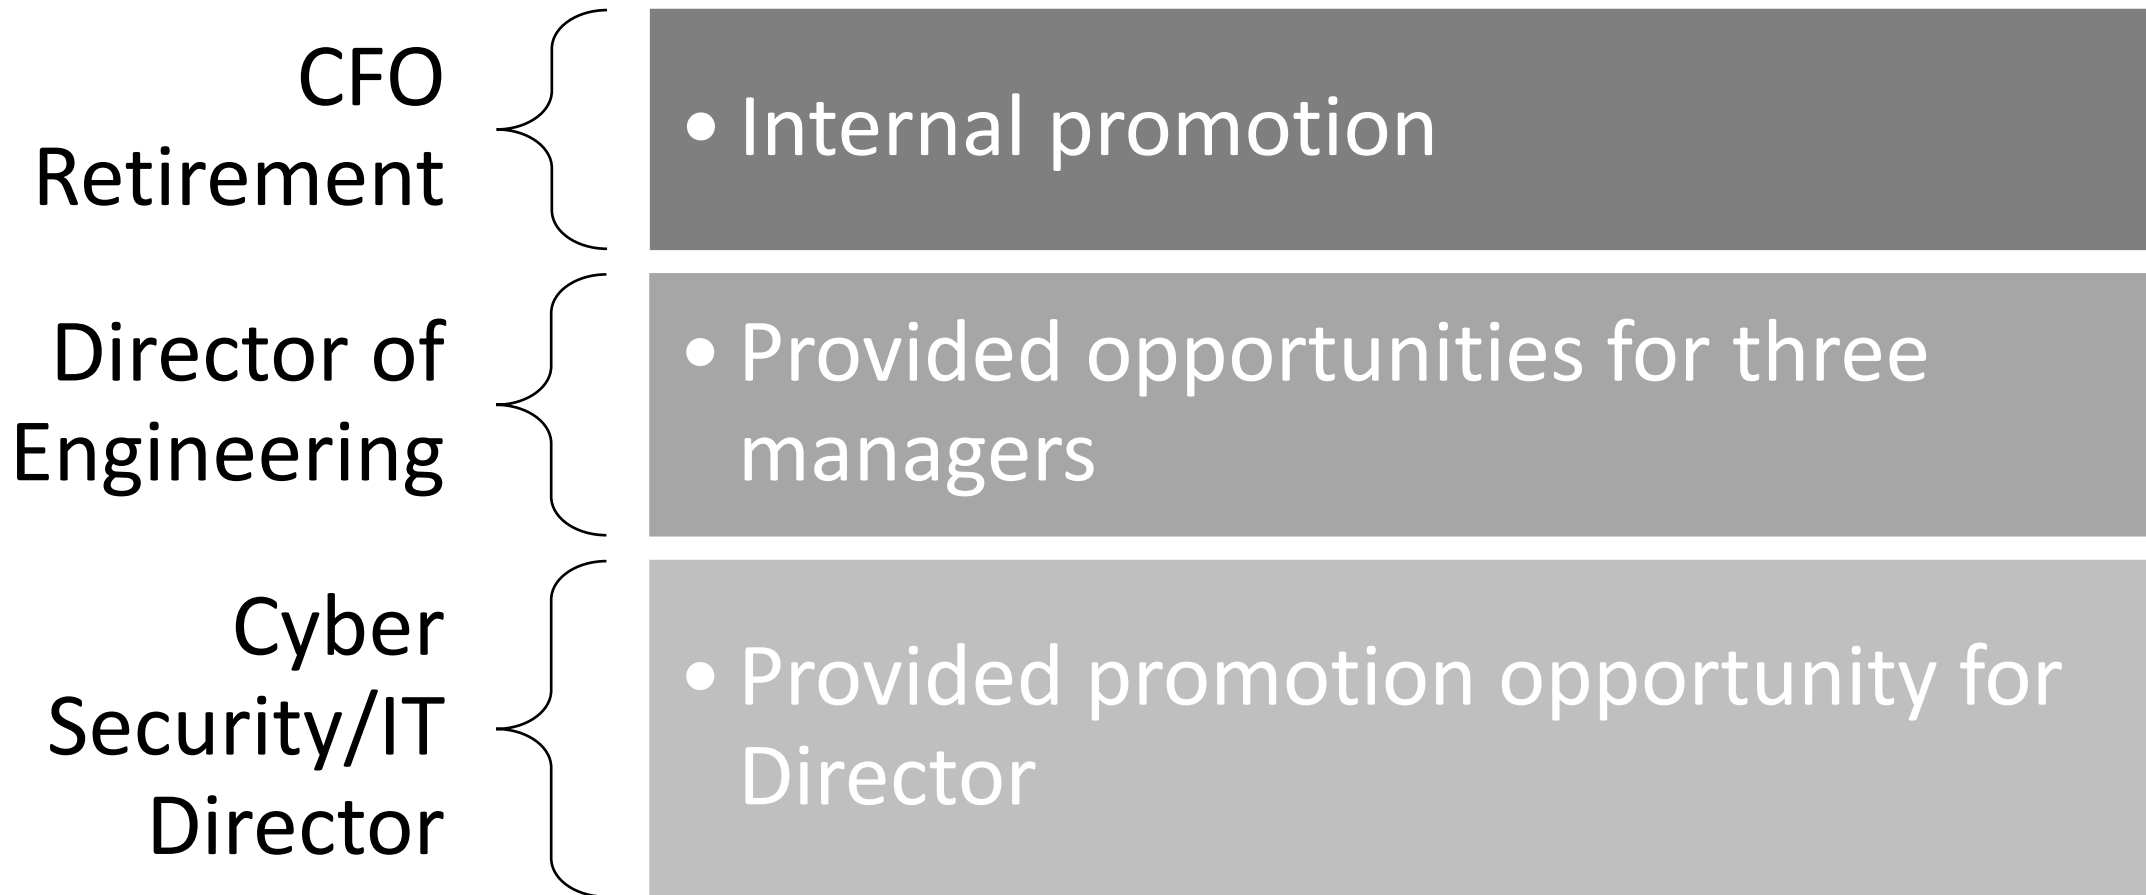 CFO
Retirement
• Internal promotion
Director of
Engineering
• Provided opportunities for three
managers
Cyber
Security/IT
Director
• Provided promotion opportunity for
Director